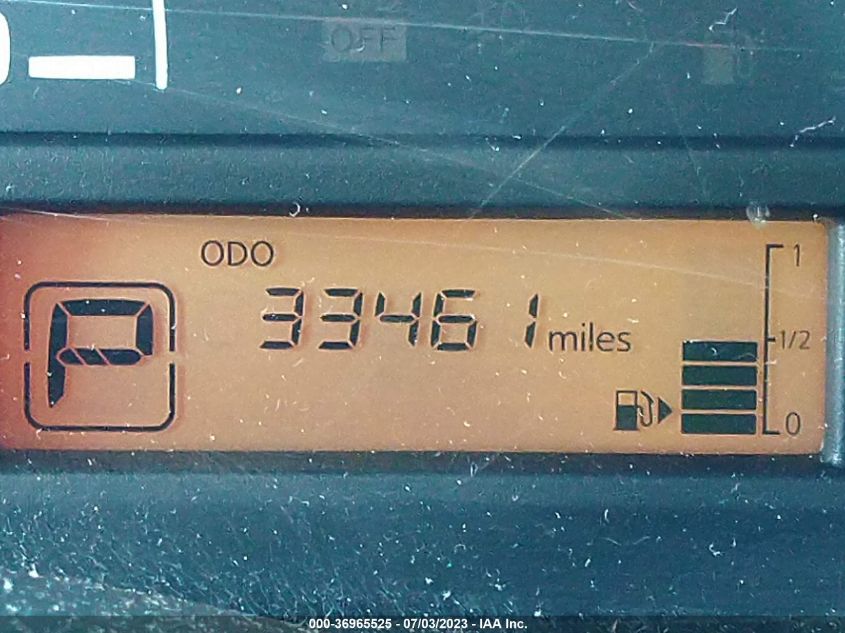 OFF
ODO
1
P
33461 miles
1/2
0
000-36965525 - 07/03/2023 - IAA Inc.